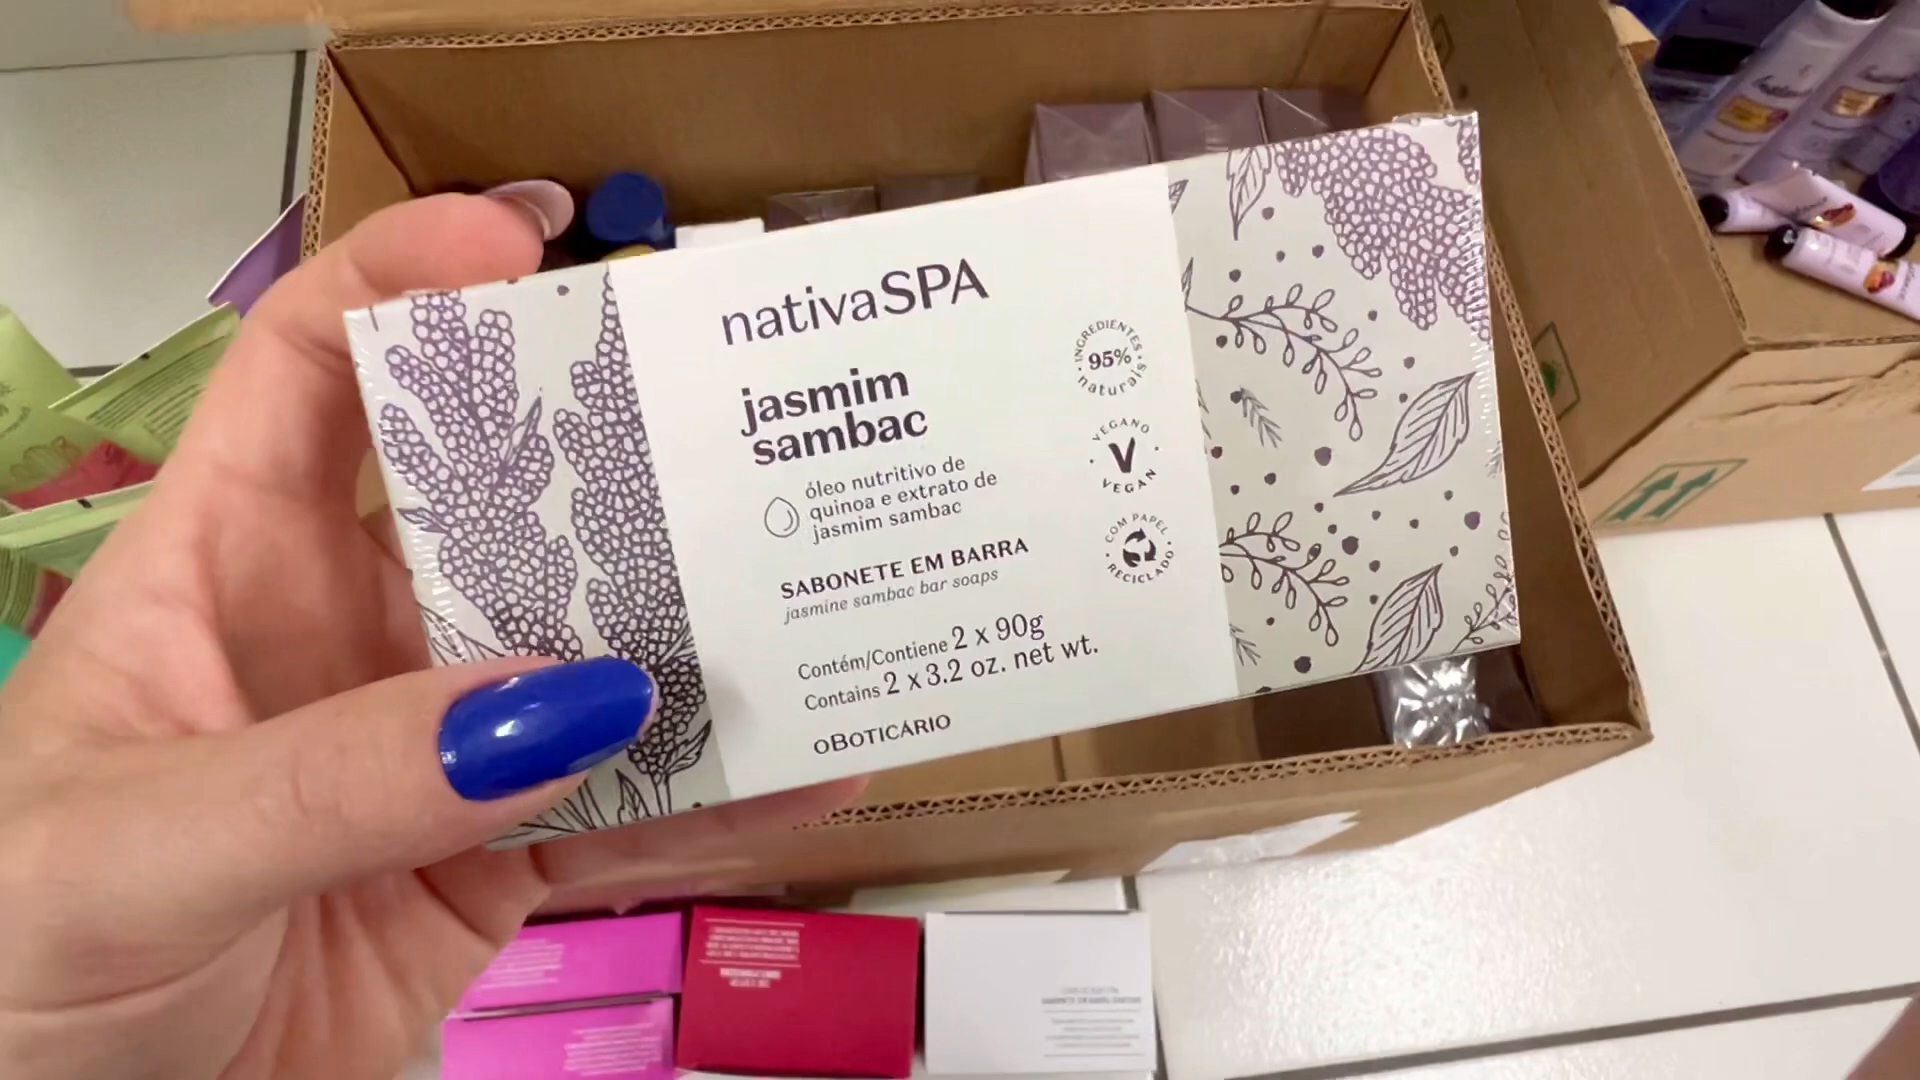 nativaSPA
jasmim
sambac
óleo nutritivo de
quinoa e extrato de
jasmim sambac
SABONETE EM BARRA
jasmine sambac bar soaps
Contém/Contiene 2 x 90g
Contains 2 x 3.2 oz. net wt.
OBOTICÁRIO
INGREDIENTES
95%
naturais
VEGANO
V
VEGAN
COM PAPEL
RECICLADO